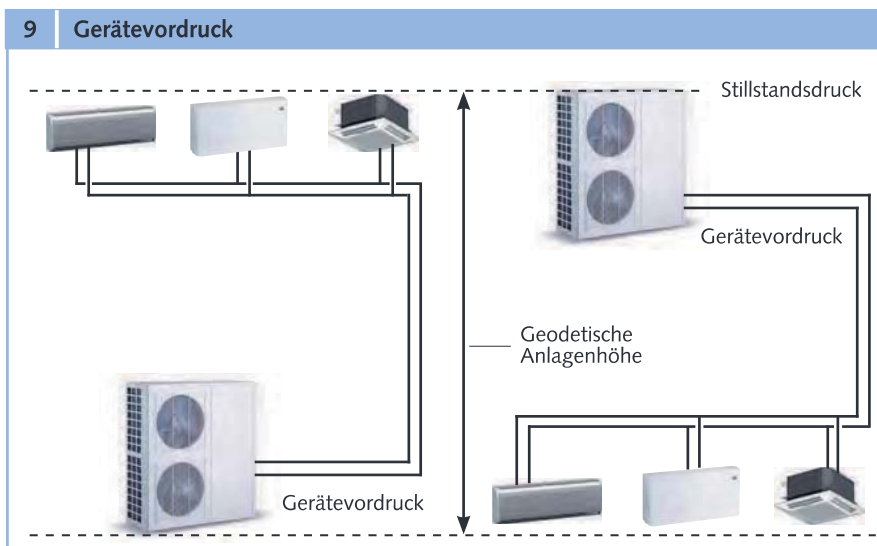 9 Gerätevordruck
Stillstandsdruck
Gerätevordruck
Geodetische
Anlagenhöhe
Gerätevordruck